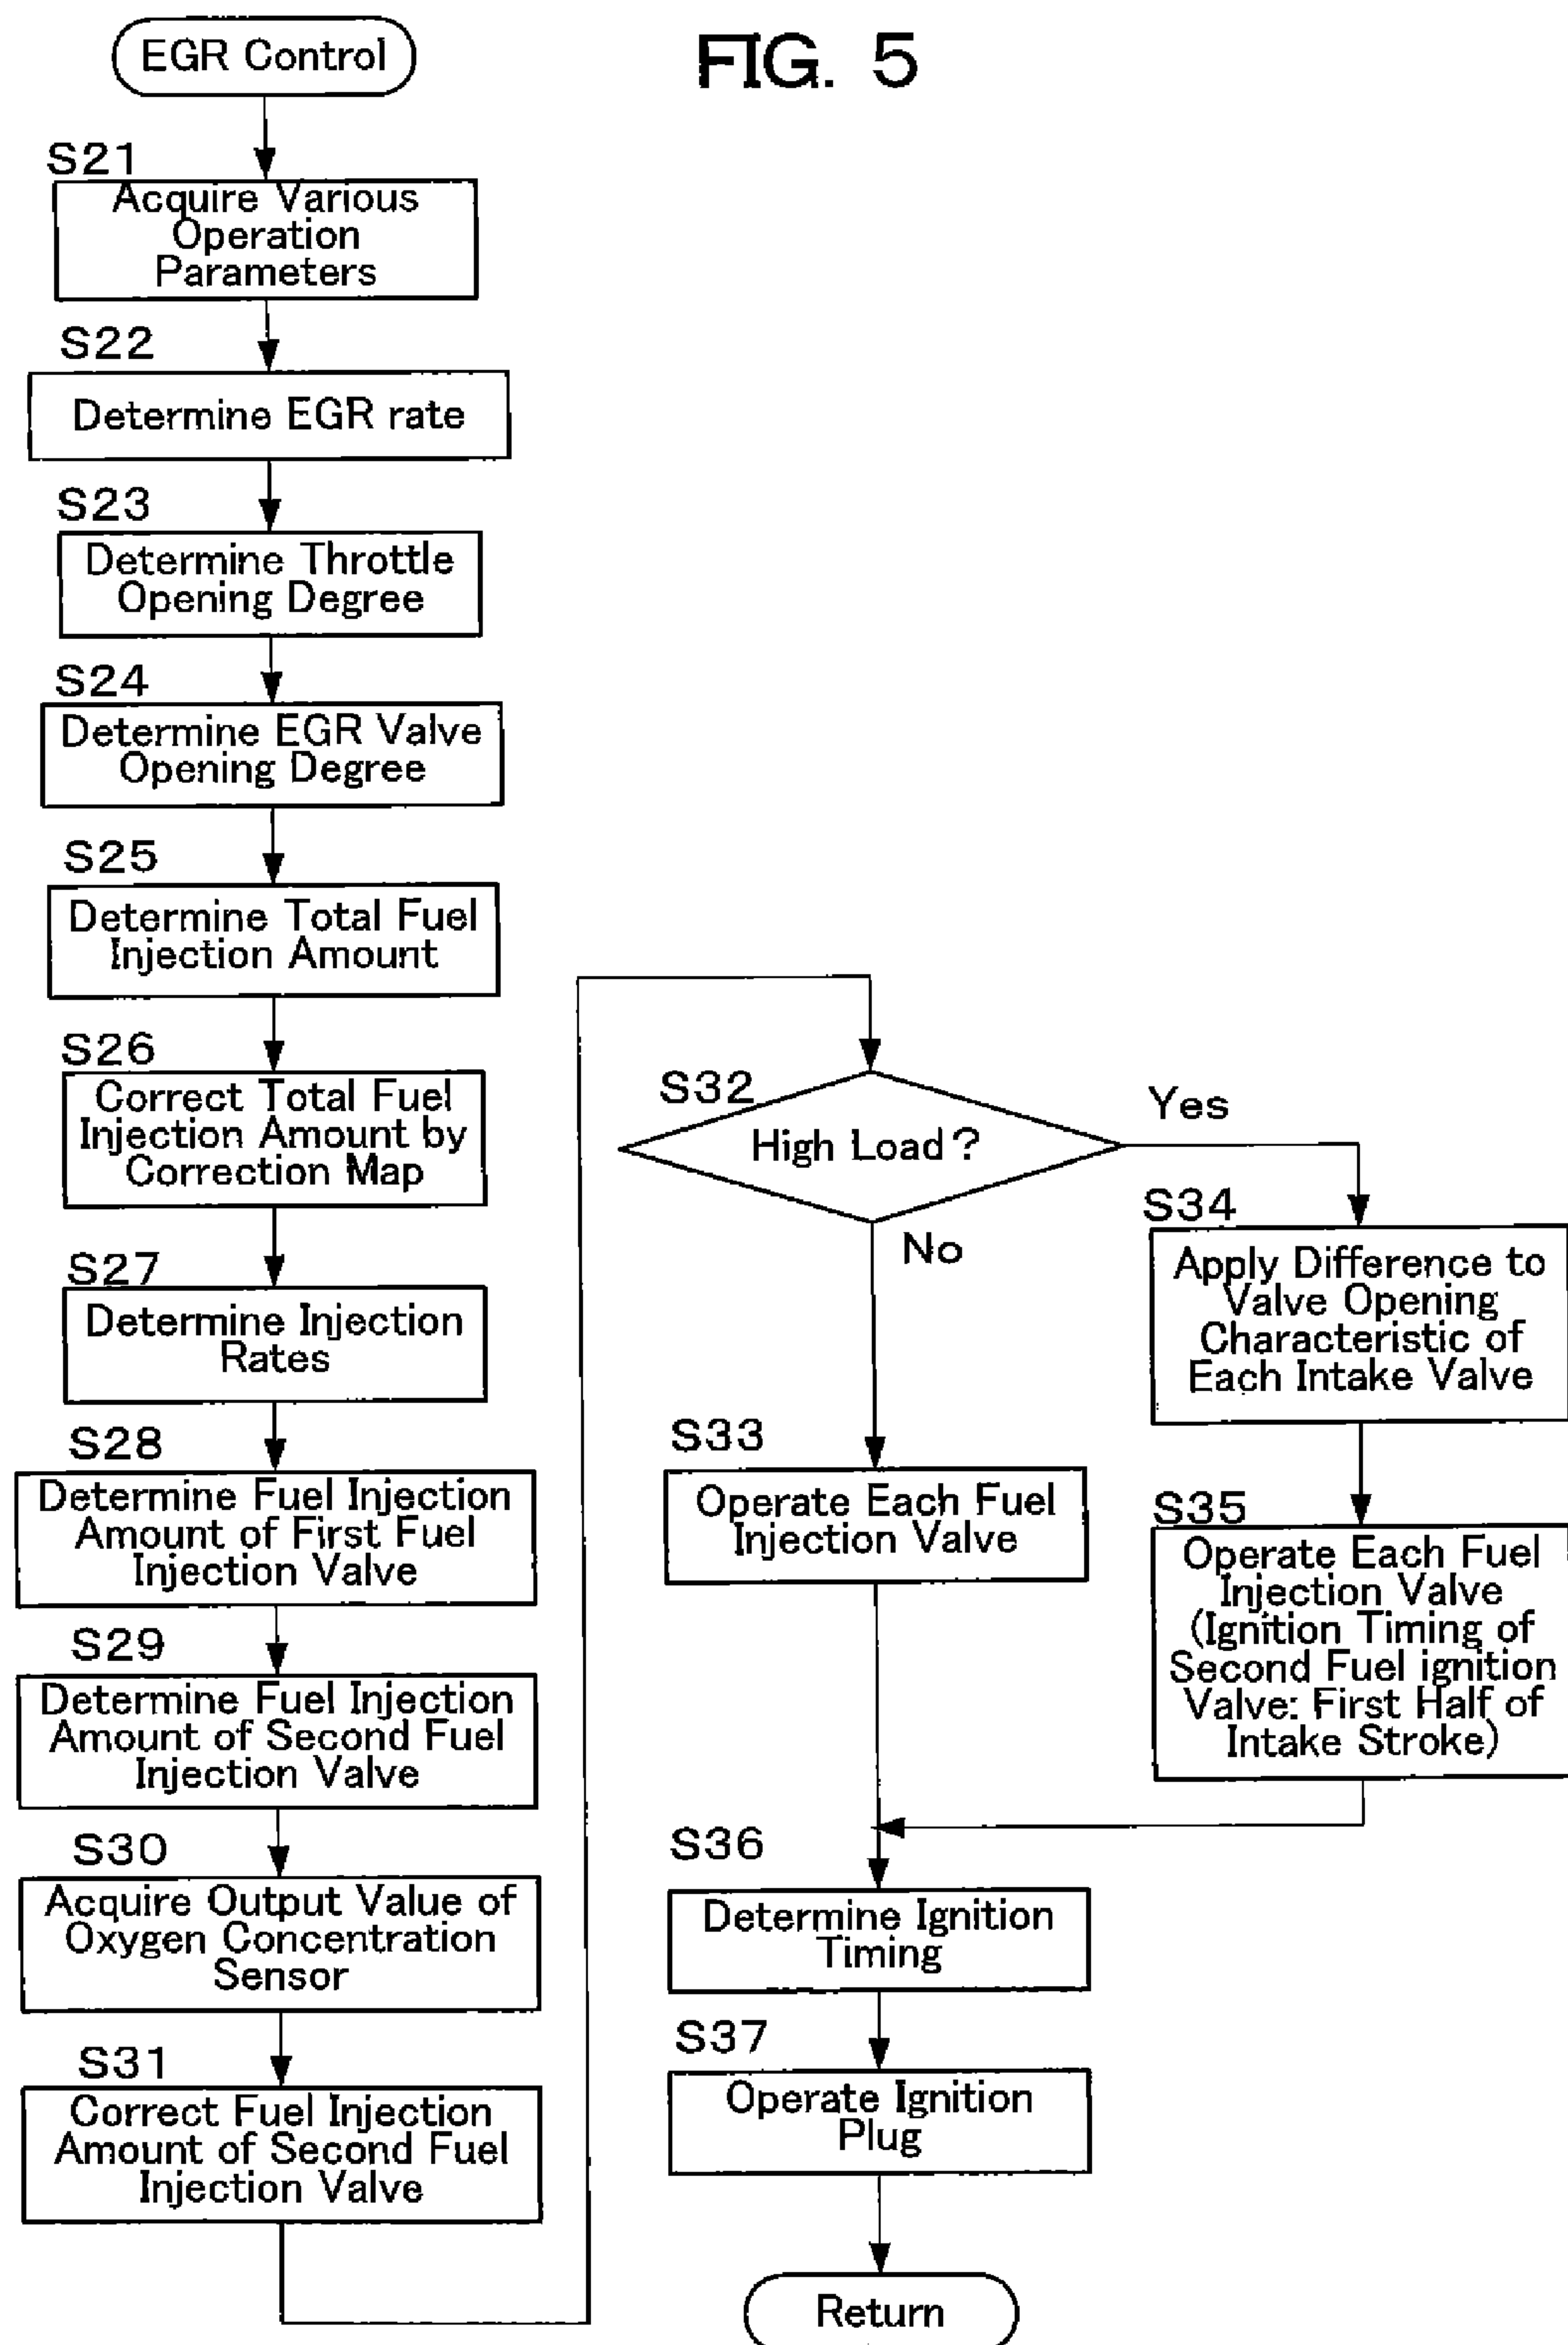 FIG. 5
EGR Control
S21
Acquire Various
Operation
Parameters
S22
Determine EGR rate
S23
Determine Throttle
Opening Degree
S24
Determine EGR Valve
Opening Degree
S25
Determine Total Fuel
Injection Amount
S26
Correct Total Fuel
Injection Amount by
Correction Map
S27
Determine Injection
Rates
S28
Determine Fuel Injection
Amount of First Fuel
Injection Valve
S29
Determine Fuel Injection
Amount of Second Fuel
Injection Valve
S30
Acquire Output Value of
Oxygen Concentration
Sensor
S31
Correct Fuel Injection
Amount of Second Fuel
Injection Valve
S32
High Load?
Yes
No
S33
Operate Each Fuel
Injection Valve
S34
Apply Difference to
Valve Opening
Characteristic of
Each Intake Valve
S35
Operate Each Fuel
Injection Valve
(Ignition Timing of
Second Fuel ignition
Valve: First Half of
Intake Stroke)
S36
Determine Ignition
Timing
S37
Operate Ignition
Plug
Return